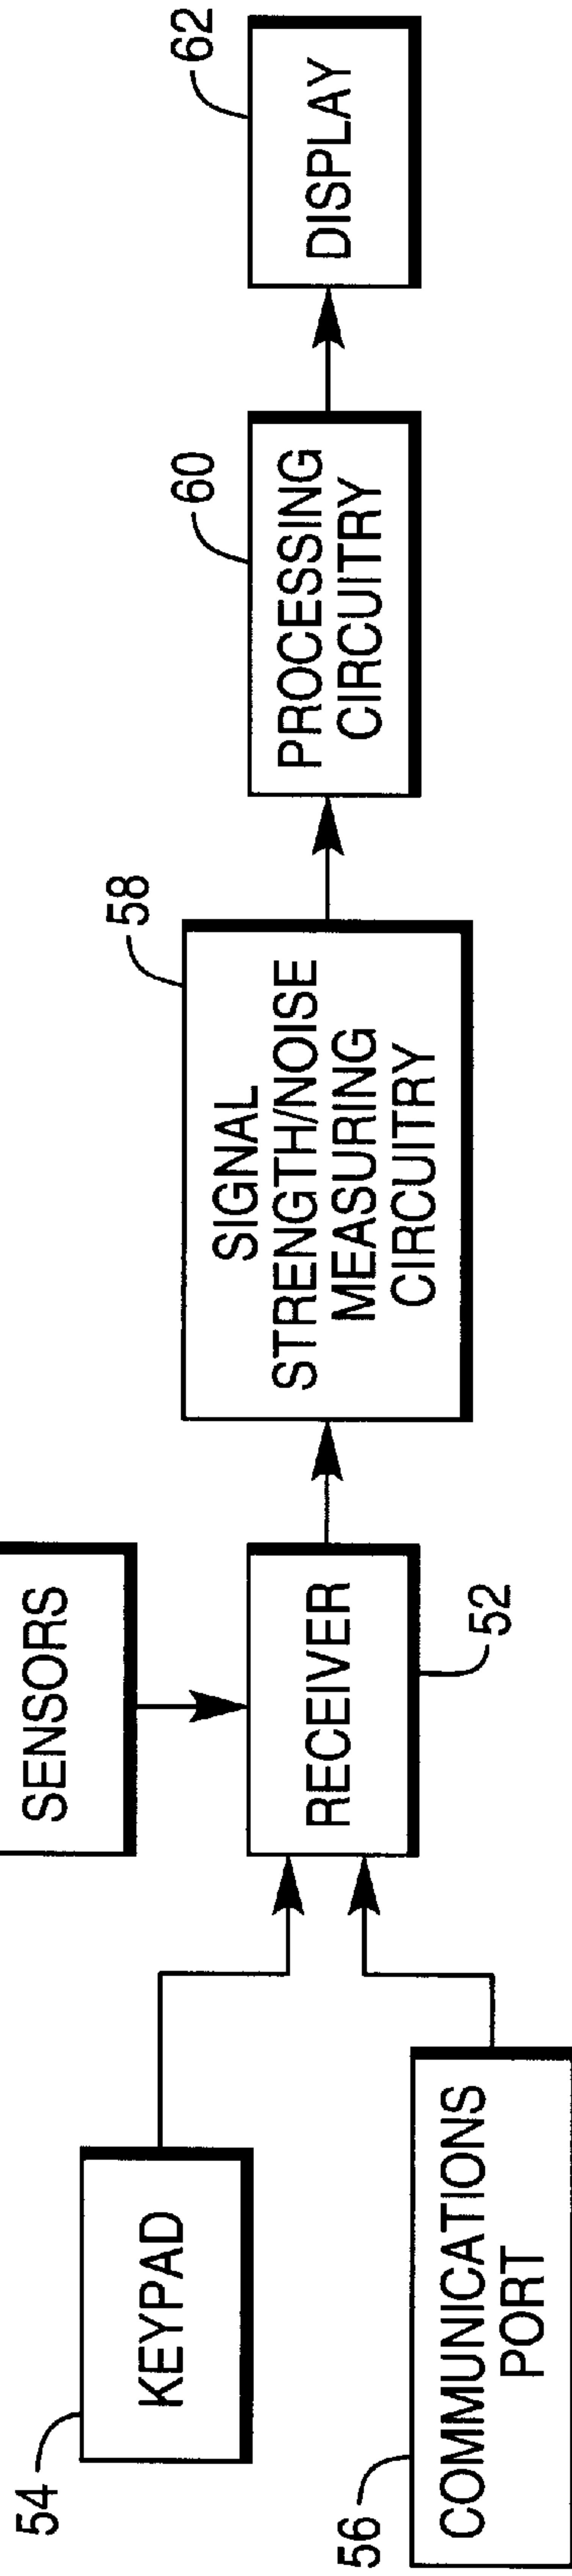 54
KEYPAD
56
COMMUNICATIONS
PORT
SENSORS
RECEIVER
52
58
SIGNAL
STRENGTH/NOISE
MEASURING
CIRCUITRY
60
PROCESSING
CIRCUITRY
62
DISPLAY